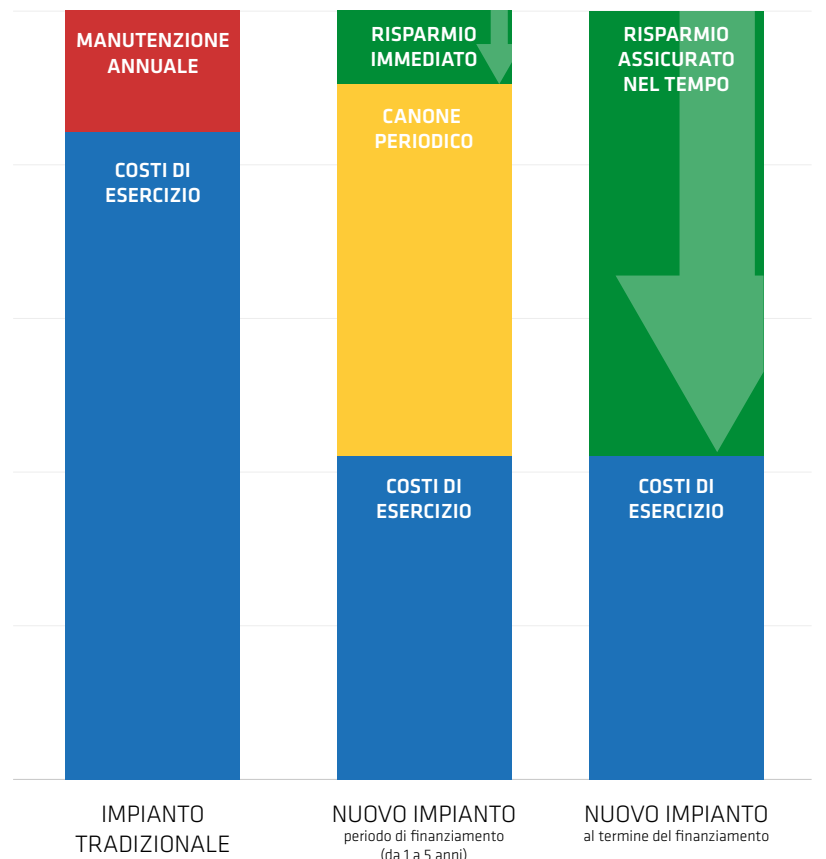 MANUTENZIONE
ANNUALE
COSTI DI
ESERCIZIO
RISPARMIO
IMMEDIATO
CANONE
PERIODICO
COSTI DI
ESERCIZIO
RISPARMIO
ASSICURATO
NEL TEMPO
COSTI DI
ESERCIZIO
IMPIANTO
TRADIZIONALE
NUOVO IMPIANTO
periodo di finanziamento
(da 1 a 5 anni)
NUOVO IMPIANTO
al termine del finanziamento